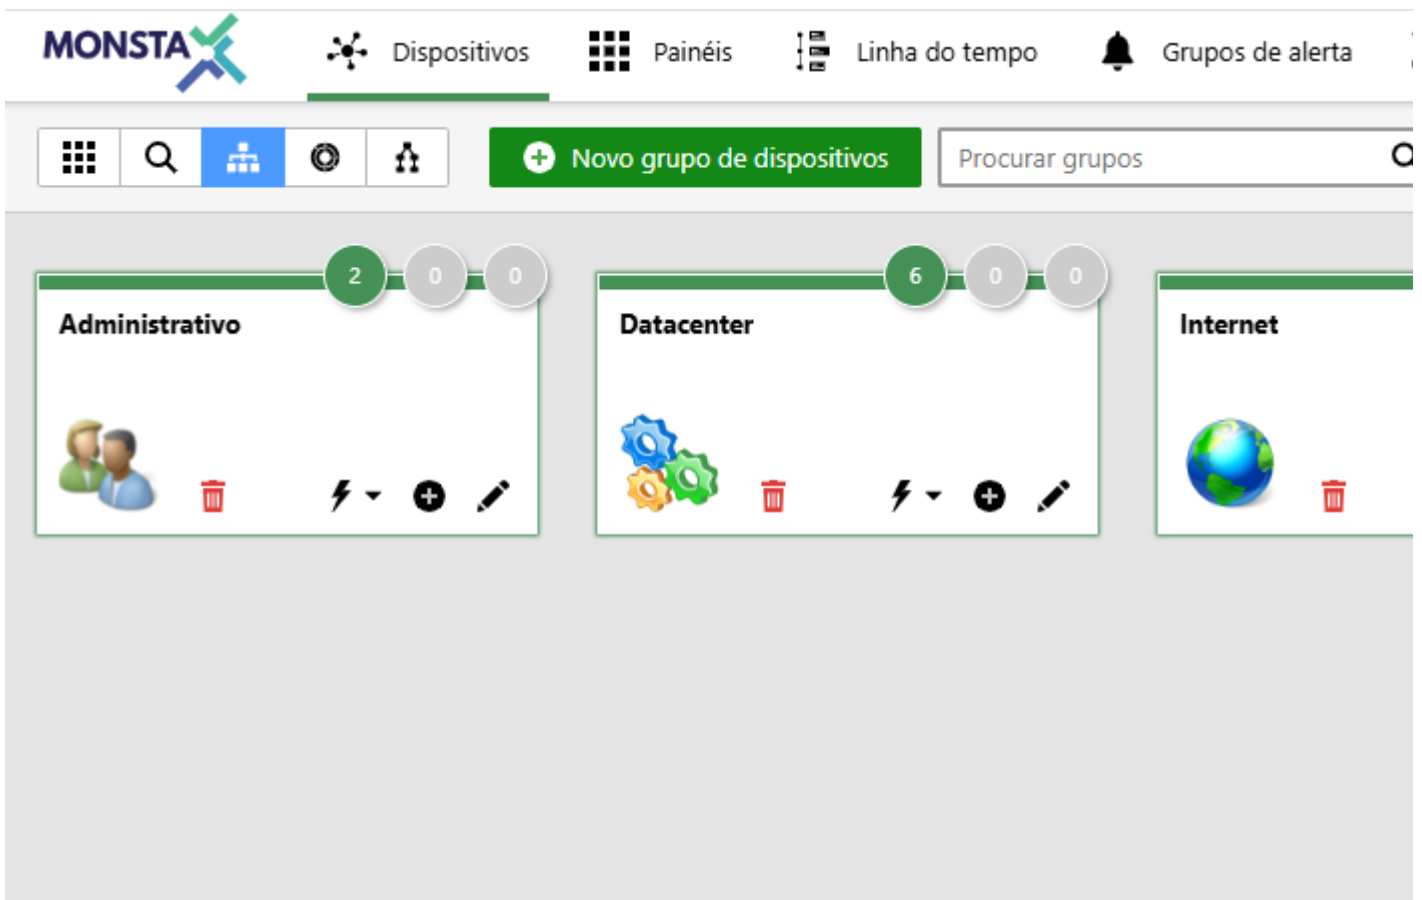 MONSTA
Dispositivos
Painéis
Linha do tempo
Grupos de alerta
Novo grupo de dispositivos
Procurar grupos
2 0 0
6 0 0
Administrativo
Datacenter
Internet